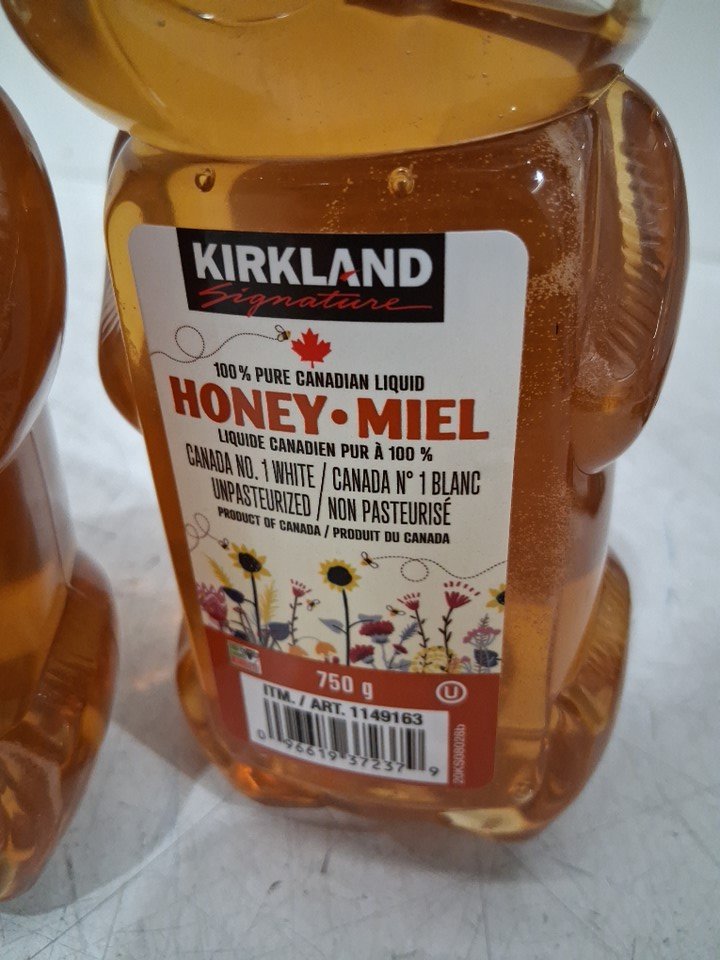 KIRKLAND
Signature
100% PURE CANADIAN LIQUID
HONEY • MIEL
LIQUIDE CANADIEN PUR À 100 %
CANADA NO. 1 WHITE / CANADA N° 1 BLANC
UNPASTEURIZED / NON PASTEURISÉ
PRODUCT OF CANADA / PRODUIT DU CANADA
750 g
U
ITM. / ART. 1149163
0 96619 37237 9
20KSG8028b